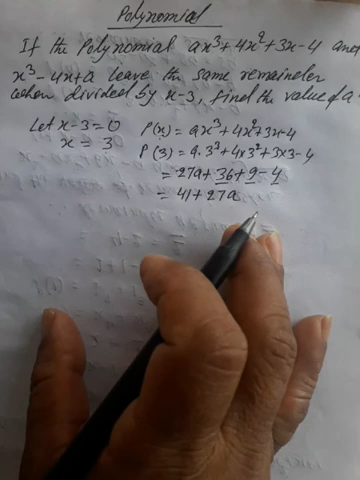 Polynomial
If the Polynomial ax³+4x²+3x-4 and
x³-4x+a leave the same remainder
when divided by x-3, find the value of a.
Let x-3=0 P(x) = ax³+4x²+3x-4
x = 3 P(3) = a.3³+4x3²+3x3-4
= 27a+36+9-4
= 41+27a